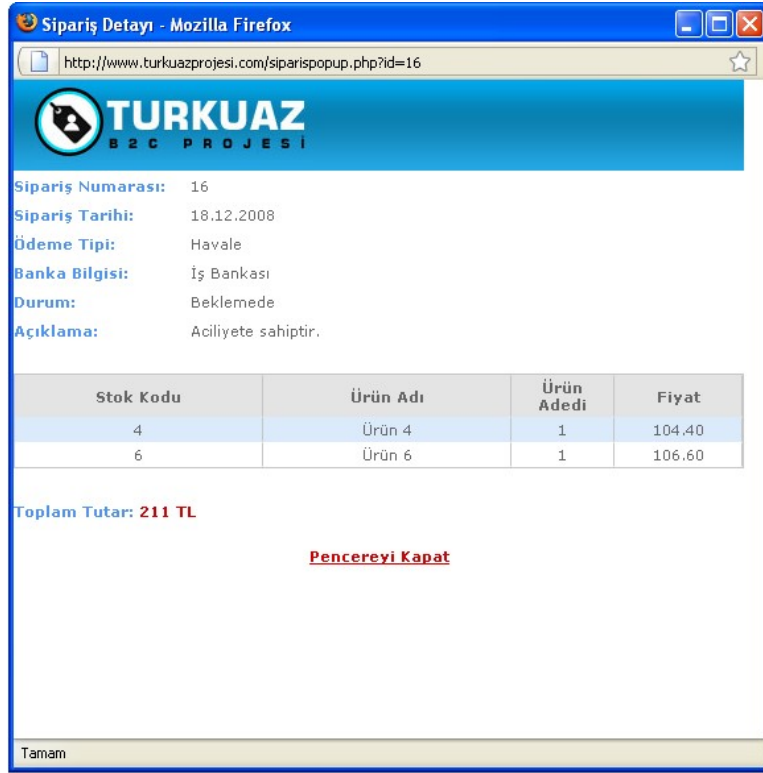 Sipariş Detayı - Mozilla Firefox
http://www.turkuazprojesi.com/siparispopup.php?id=16
TURKUAZ
B2C PROJESİ
Sipariş Numarası: 16
Sipariş Tarihi: 18.12.2008
Ödeme Tipi: Havale
Banka Bilgisi: İş Bankası
Durum: Beklemede
Açıklama: Aciliyete sahiptir.
Stok Kodu Ürün Adı Ürün Adedi Fiyat
4 Ürün 4 1 104.40
6 Ürün 6 1 106.60
Toplam Tutar: 211 TL
Pencereyi Kapat
Tamam